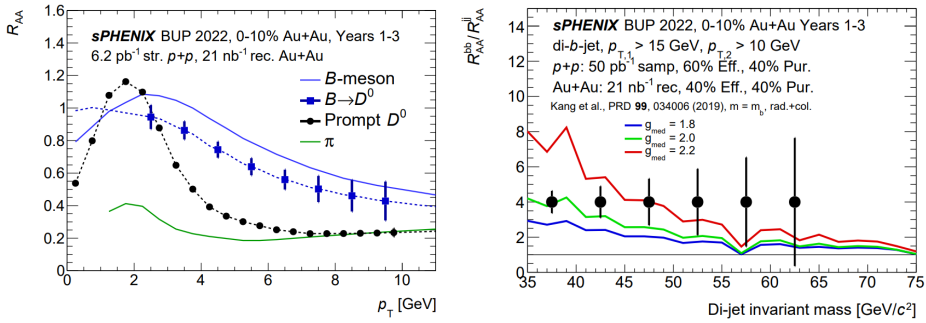 R_AA
1.6
1.4
1.2
1
0.8
0.6
0.4
0.2
0
sPHENIX BUP 2022, 0-10% Au+Au, Years 1-3
6.2 pb⁻¹ str. p+p, 21 nb⁻¹ rec. Au+Au
B-meson
B→D⁰
Prompt D⁰
π
0 2 4 6 8 10
p_T [GeV]
R_AA^bb / R_AA^jj
14
12
10
8
6
4
2
0
sPHENIX BUP 2022, 0-10% Au+Au, Years 1-3
di-b-jet, p_T,1 > 15 GeV, p_T,2 > 10 GeV
p+p: 50 pb⁻¹ samp, 60% Eff., 40% Pur.
Au+Au: 21 nb⁻¹ rec, 40% Eff., 40% Pur.
Kang et al., PRD 99, 034006 (2019), m = m_b, rad.+col.
g_med = 1.8
g_med = 2.0
g_med = 2.2
35 40 45 50 55 60 65 70 75
Di-jet invariant mass [GeV/c²]